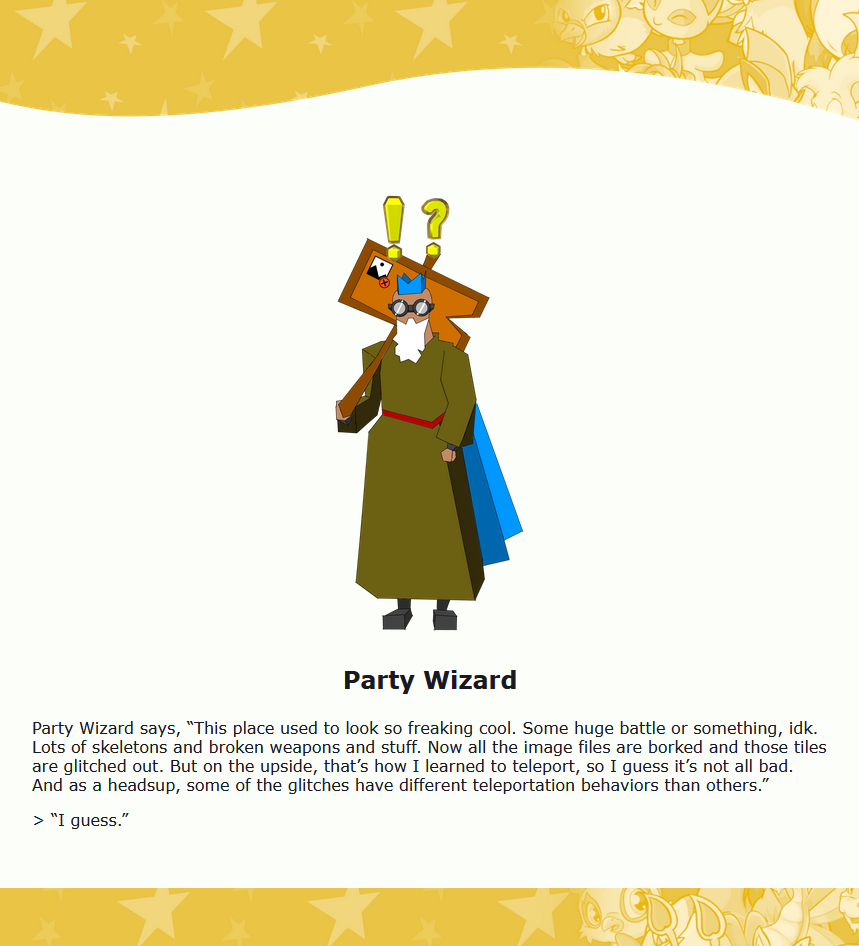 !?
Party Wizard
Party Wizard says, “This place used to look so freaking cool. Some huge battle or something, idk.
Lots of skeletons and broken weapons and stuff. Now all the image files are borked and those tiles
are glitched out. But on the upside, that’s how I learned to teleport, so I guess it’s not all bad.
And as a headsup, some of the glitches have different teleportation behaviors than others.”
> “I guess.”